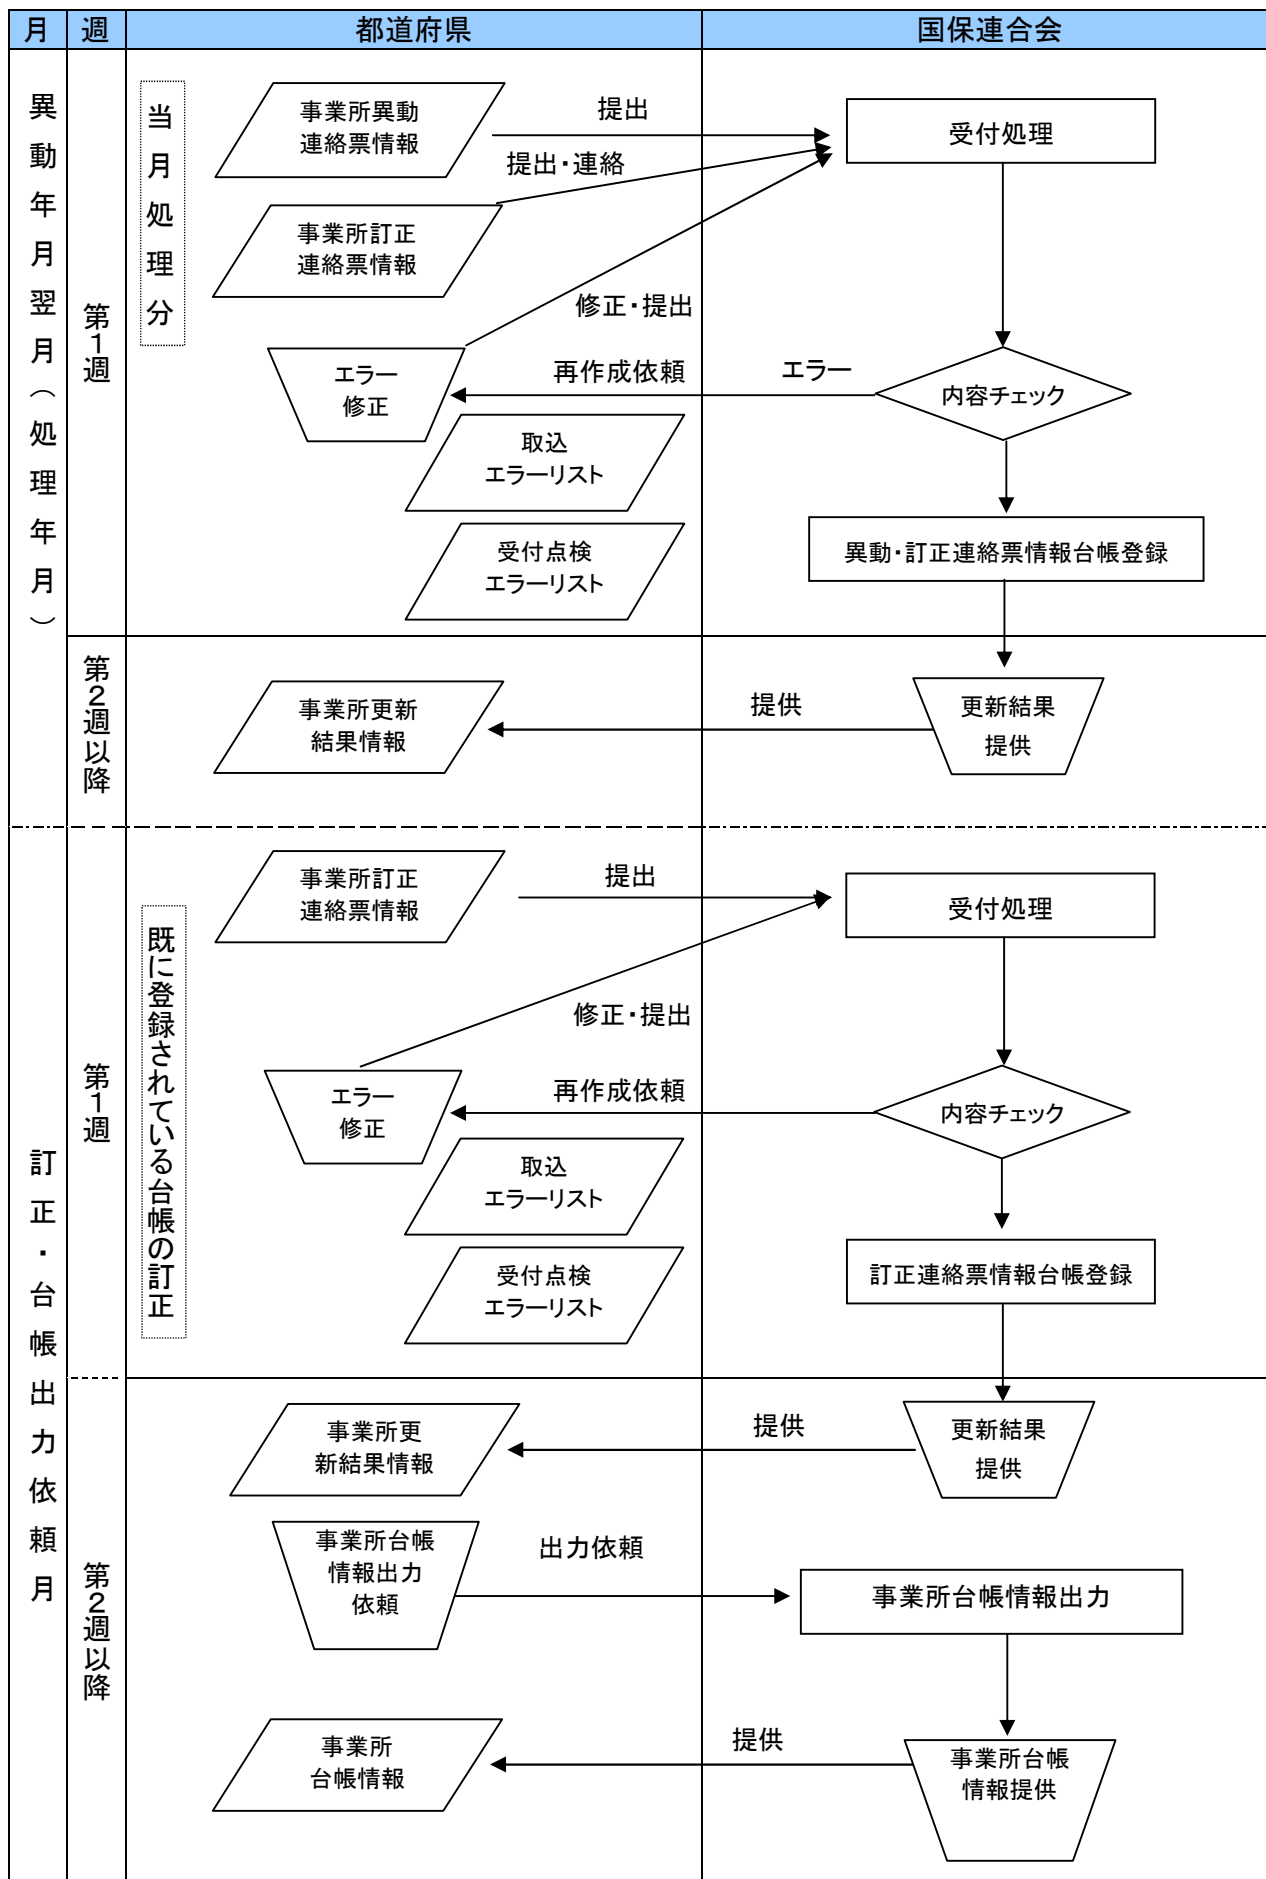 月
週
都道府県
国保連合会
異動年月翌月（処理年月）
第1週
当月処理分
事業所異動
連絡票情報
提出
受付処理
提出・連絡
事業所訂正
連絡票情報
修正・提出
エラー
修正
再作成依頼
エラー
内容チェック
取込
エラーリスト
受付点検
エラーリスト
異動・訂正連絡票情報台帳登録
第2週以降
事業所更新
結果情報
提供
更新結果
提供
訂正・台帳出力依頼月
第1週
既に登録されている台帳の訂正
事業所訂正
連絡票情報
提出
受付処理
修正・提出
エラー
修正
再作成依頼
内容チェック
取込
エラーリスト
受付点検
エラーリスト
訂正連絡票情報台帳登録
第2週以降
事業所更
新結果情報
提供
更新結果
提供
事業所台帳
情報出力
依頼
出力依頼
事業所台帳情報出力
事業所
台帳情報
提供
事業所台帳
情報提供